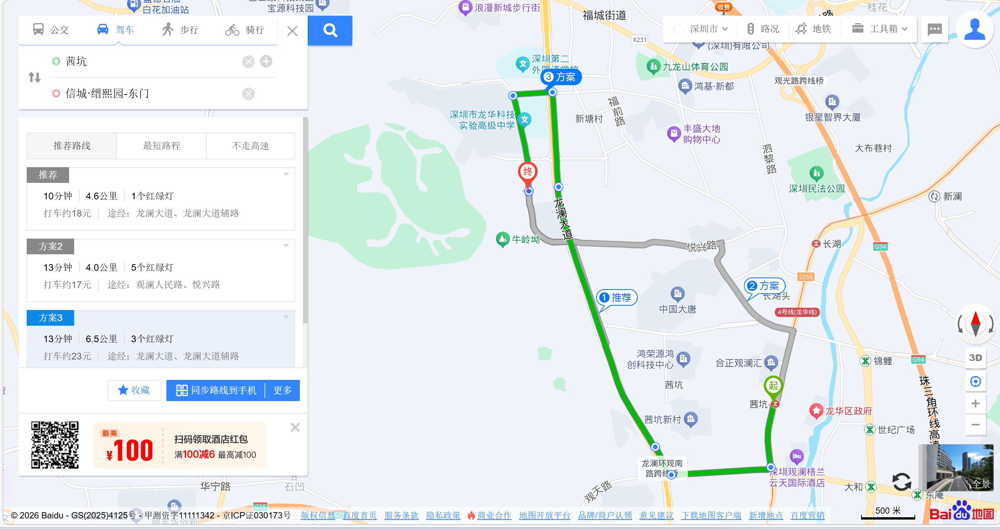 白花加油站
宝源科技园
浪漫新城步行街
福城街道
收费
桂花
公交
驾车
步行
骑行
深圳市
路况
地铁
工具箱
X231
(深圳)有限公司
茜坑
信城·缙熙园-东门
深圳第二
外国语学校
3 方案
九龙山体育公园
鸿基·新都
观光路跨线桥
银星智界大厦
深圳市龙华科技
实验高级中学
新塘村
福前路
丰盛大地
购物中心
大布巷村
泗黎路
深圳民法公园
新澜
推荐路线
最短路程
不走高速
推荐
10分钟
4.6公里
1个红绿灯
打车约18元
途经：龙澜大道、龙澜大道辅路
方案2
13分钟
4.0公里
5个红绿灯
打车约17元
途经：观澜人民路、悦兴路
方案3
13分钟
6.5公里
3个红绿灯
打车约23元
途经：龙澜大道、龙澜大道辅路
终
龙澜大道
牛岭坳
悦兴路
长湖
G94
S359
2 方案
长湖头
1 推荐
中国大唐
4号线(龙华线)
鸿荣源鸿
创科技中心
合正观澜汇
锦鲤
G94
3D
茜坑
起
茜坑
龙华区政府
珠三角环线高速
茜坑新村
世纪广场
收藏
同步路线到手机
更多
最高
¥100
扫码领取酒店红包
满100减6 最高减100
龙澜环观南
路跨线桥
深圳观澜格兰
云天国际酒店
大和
东庵
全景
观天路
华宁路
石凹
G15
G15
颐丰华创新
500 米
Bai du 地图
© 2026 Baidu - GS(2025)4125号 - 甲测资字11111342 - 京ICP证030173号
版权信息
百度首页
服务条款
隐私政策
商业合作
地图开放平台
品牌/商户认领
意见建议
下载地图客户端
新增地点
百度营销